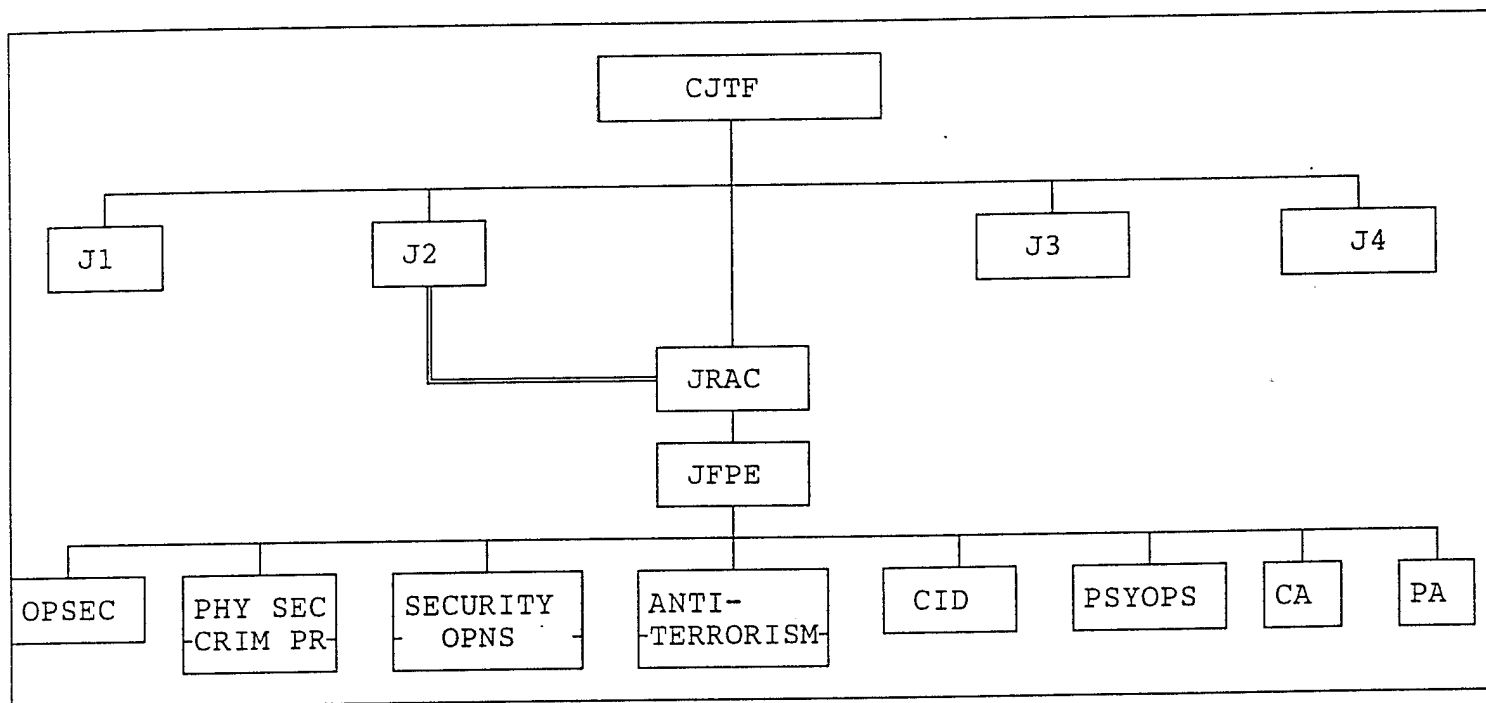 CJTF
J1
J2
J3
J4
JRAC
JFPE
OPSEC
PHY SEC
CRIM PR
SECURITY
OPNS
ANTI-
TERRORISM
CID
PSYOPS
CA
PA